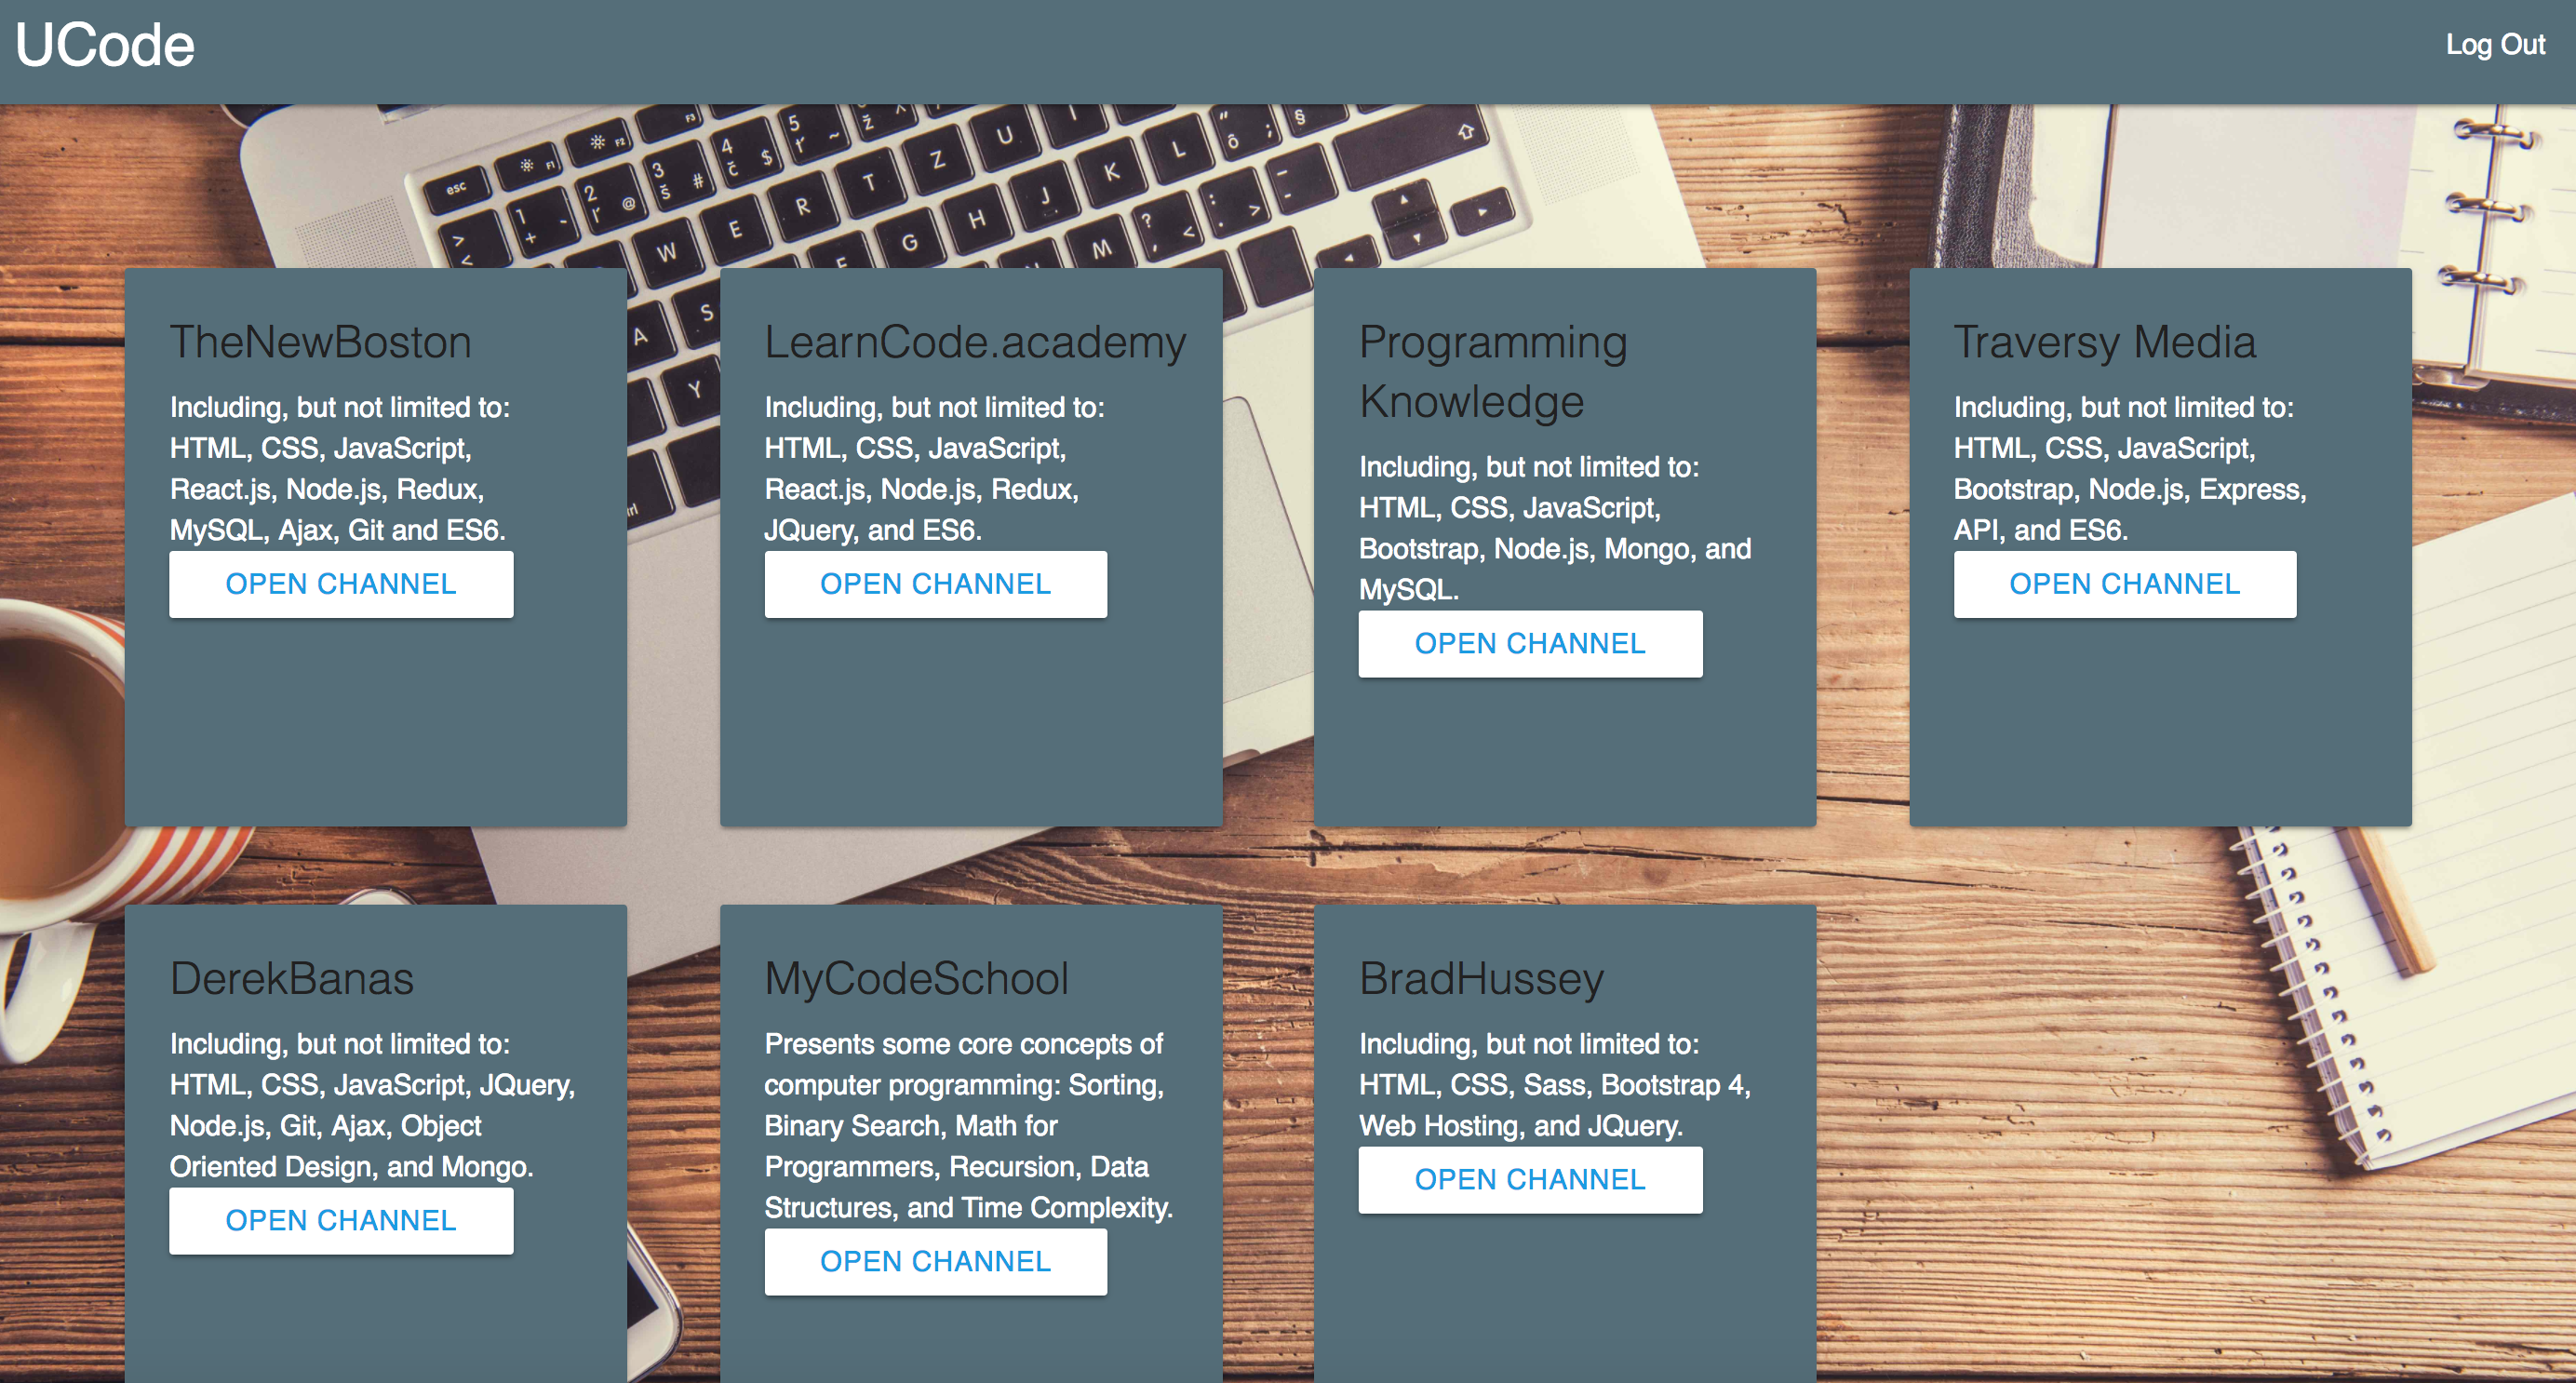 UCode
Log Out
TheNewBoston
Including, but not limited to:
HTML, CSS, JavaScript,
React.js, Node.js, Redux,
MySQL, Ajax, Git and ES6.
OPEN CHANNEL
LearnCode.academy
Including, but not limited to:
HTML, CSS, JavaScript,
React.js, Node.js, Redux,
JQuery, and ES6.
OPEN CHANNEL
Programming
Knowledge
Including, but not limited to:
HTML, CSS, JavaScript,
Bootstrap, Node.js, Mongo, and
MySQL.
OPEN CHANNEL
Traversy Media
Including, but not limited to:
HTML, CSS, JavaScript,
Bootstrap, Node.js, Express,
API, and ES6.
OPEN CHANNEL
DerekBanas
Including, but not limited to:
HTML, CSS, JavaScript, JQuery,
Node.js, Git, Ajax, Object
Oriented Design, and Mongo.
OPEN CHANNEL
MyCodeSchool
Presents some core concepts of
computer programming: Sorting,
Binary Search, Math for
Programmers, Recursion, Data
Structures, and Time Complexity.
OPEN CHANNEL
BradHussey
Including, but not limited to:
HTML, CSS, Sass, Bootstrap 4,
Web Hosting, and JQuery.
OPEN CHANNEL